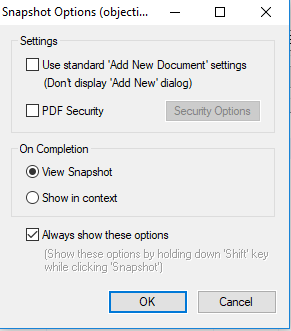 Snapshot Options (objecti...
Settings
Use standard 'Add New Document' settings
(Don't display 'Add New' dialog)
PDF Security
Security Options
On Completion
View Snapshot
Show in context
Always show these options
(Show these options by holding down 'Shift' key
while clicking 'Snapshot')
OK
Cancel